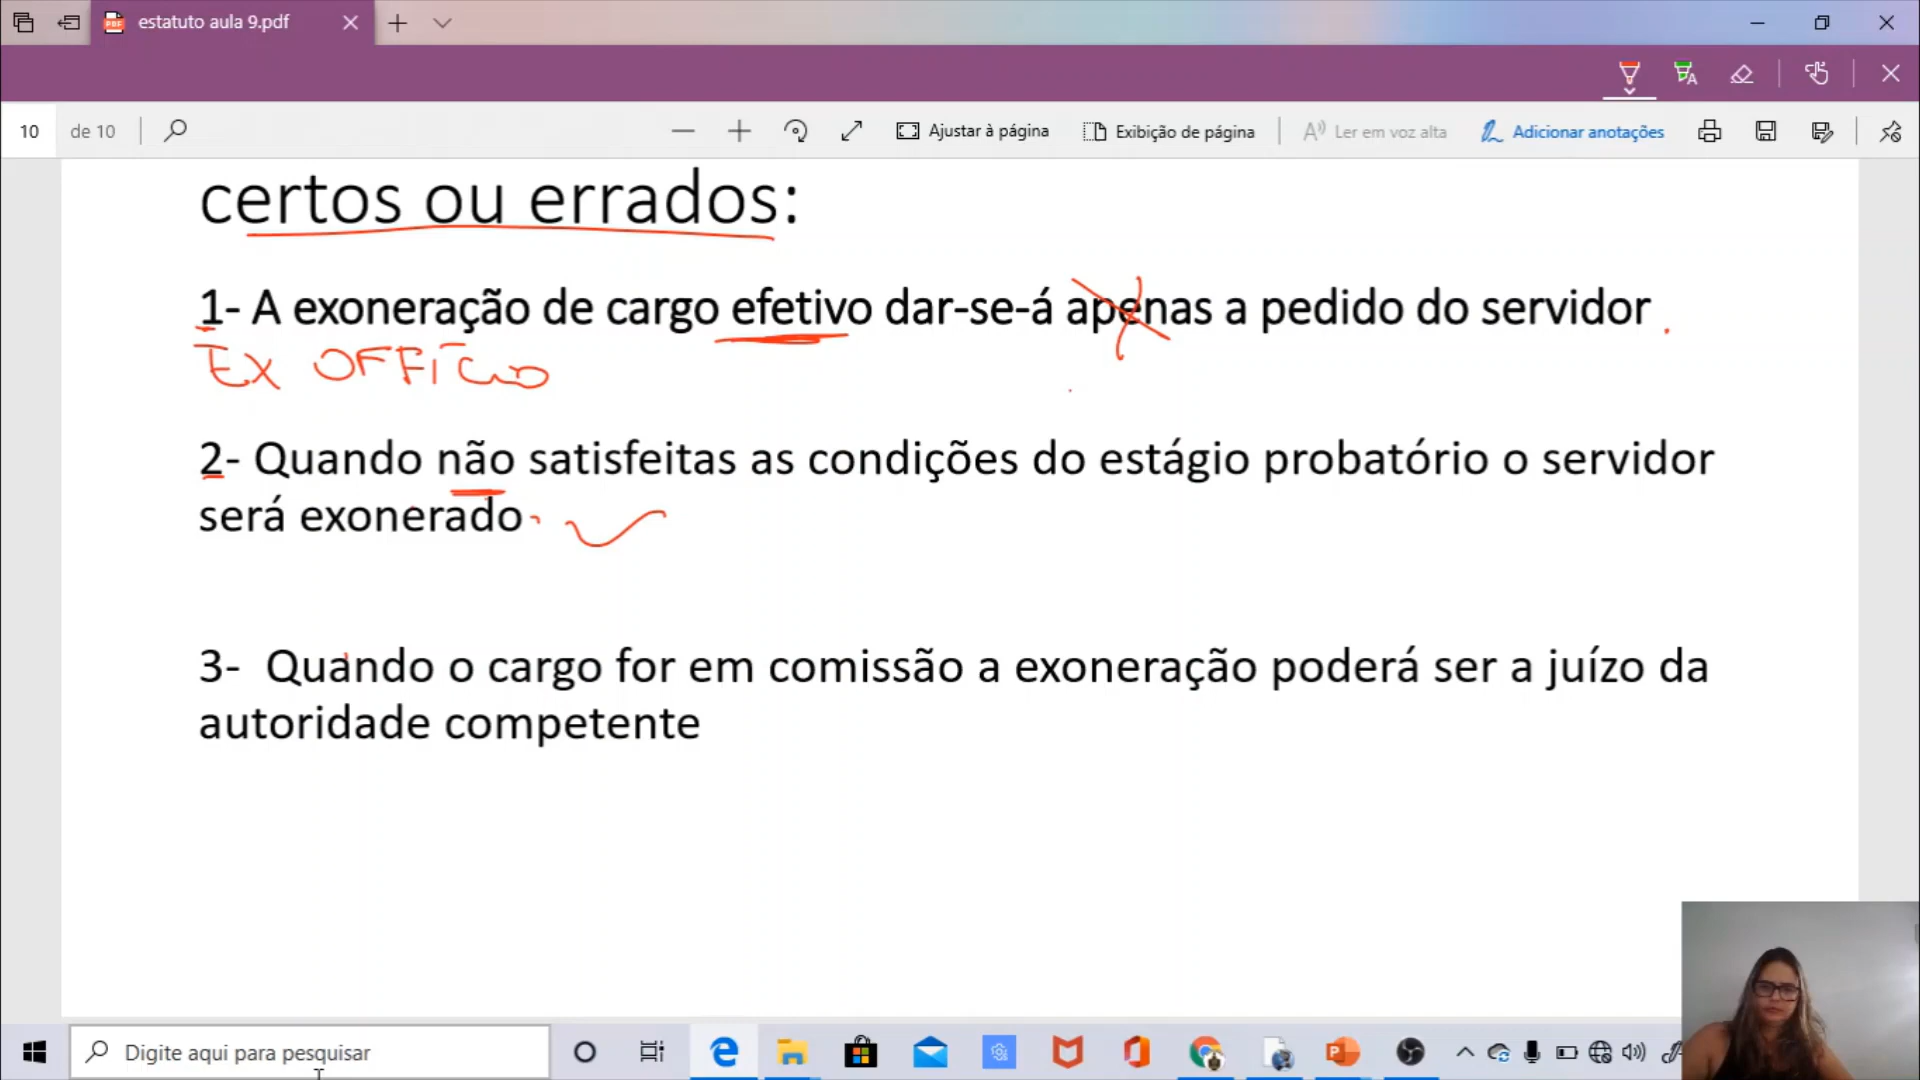 estatuto aula 9.pdf
10 de 10
Ajustar à página
Exibição de página
Ler em voz alta
Adicionar anotações
certos ou errados:
1- A exoneração de cargo efetivo dar-se-á apenas a pedido do servidor
EX OFFÍCIO
2- Quando não satisfeitas as condições do estágio probatório o servidor
será exonerado
3- Quando o cargo for em comissão a exoneração poderá ser a juízo da
autoridade competente
Digite aqui para pesquisar